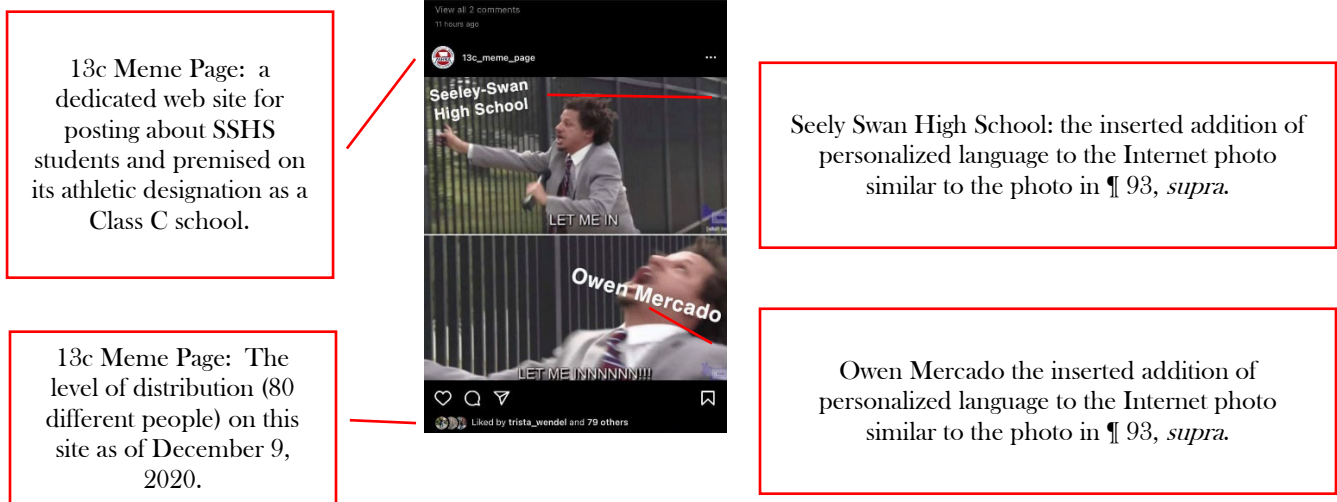 13c Meme Page:  a
dedicated web site for
posting about SSHS
students and premised on
its athletic designation as a
Class C school.
13c Meme Page:  The
level of distribution (80
different people) on this
site as of December 9,
2020.
View all 2 comments
11 hours ago
13c_meme_page
Seeley-Swan
High School
LET ME IN
Owen Mercado
LET ME INNNNNN!!!
Liked by trista_wendel and 79 others
Seely Swan High School: the inserted addition of
personalized language to the Internet photo
similar to the photo in ¶ 93, supra.
Owen Mercado the inserted addition of
personalized language to the Internet photo
similar to the photo in ¶ 93, supra.